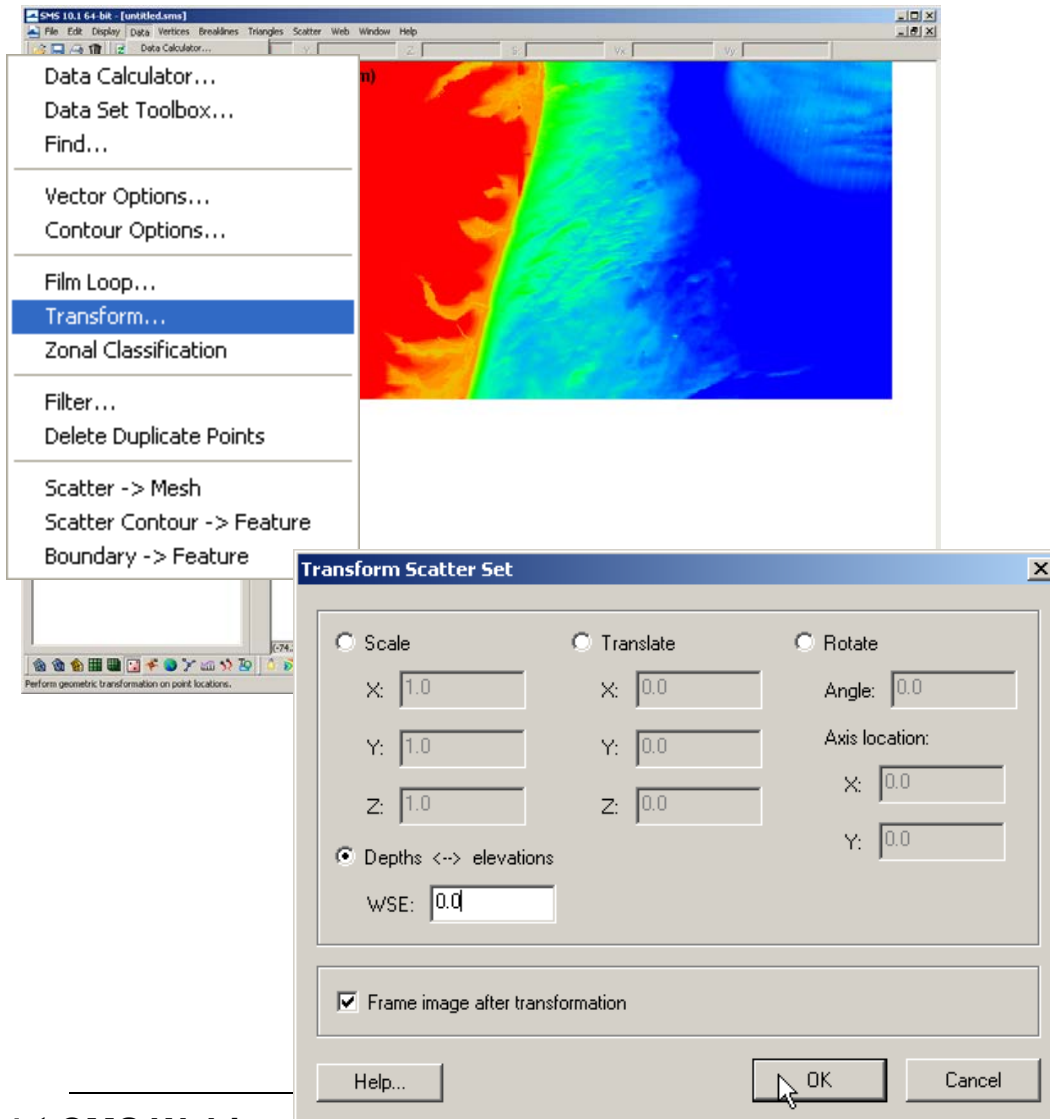 SMS 10.1 64-bit - [untitled.sms]
File Edit Display Data Vertices Breaklines Triangles Scatter Web Window Help
Data Calculator...
Z: S: Vx: Vy:
Data Calculator...
Data Set Toolbox...
Find...
Vector Options...
Contour Options...
Film Loop...
Transform...
Zonal Classification
Filter...
Delete Duplicate Points
Scatter -> Mesh
Scatter Contour -> Feature
Boundary -> Feature
(-74.
Perform geometric transformation on point locations.
Transform Scatter Set
Scale
X: 1.0
Y: 1.0
Z: 1.0
Depths <--> elevations
WSE: 0.0
Translate
X: 0.0
Y: 0.0
Z: 0.0
Rotate
Angle: 0.0
Axis location:
X: 0.0
Y: 0.0
Frame image after transformation
Help...
OK
Cancel